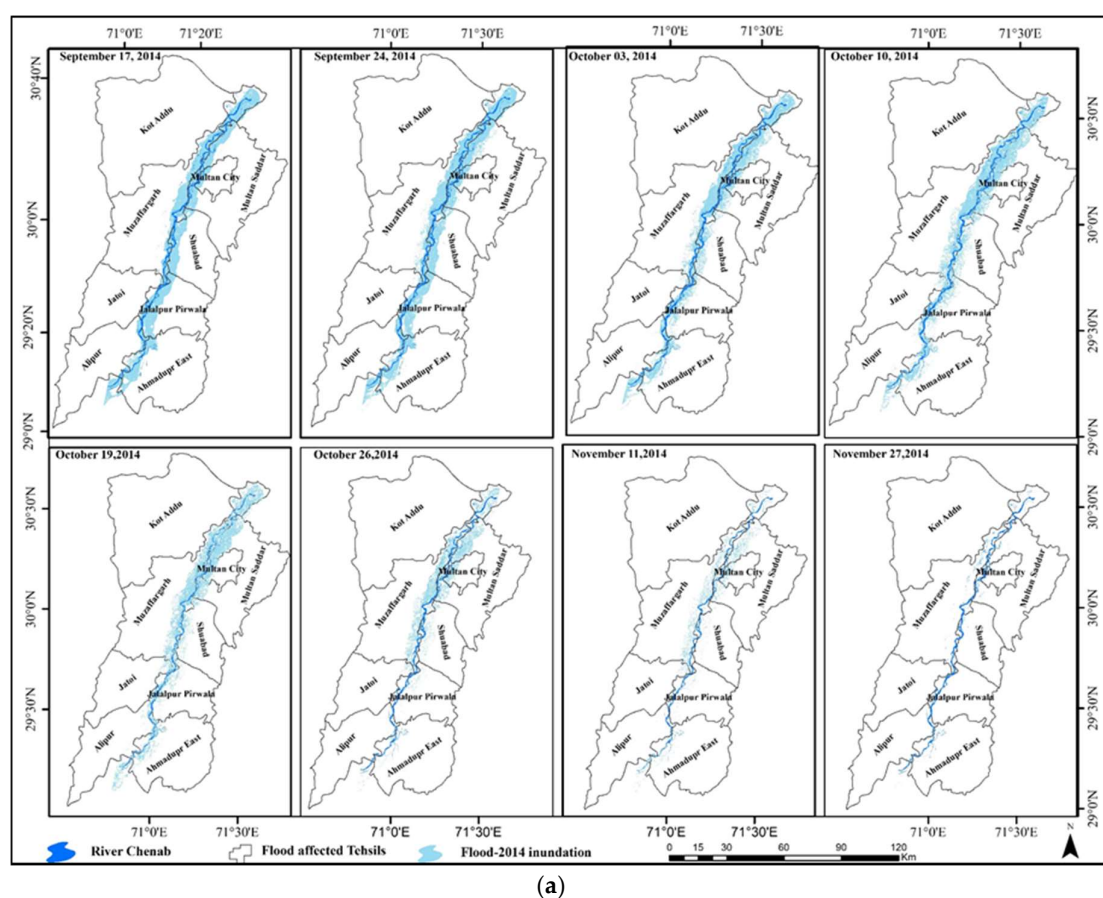 71°0'E 71°20'E 71°0'E 71°30'E 71°0'E 71°30'E 71°0'E 71°30'E
September 17, 2014
September 24, 2014
October 03, 2014
October 10, 2014
30°40'N
30°0'N
29°20'N
29°0'N
Kot Addu
Multan City
Multan Saddar
Muzaffargarh
Shuabad
Jatoi
Jalalpur Pirwala
Alipur
Ahmadupr East
Kot Addu
Multan City
Multan Saddar
Muzaffargarh
Shuabad
Jatoi
Jalalpur Pirwala
Alipur
Ahmadupr East
Kot Addu
Multan City
Multan Saddar
Muzaffargarh
Shuabad
Jatoi
Jalalpur Pirwala
Alipur
Ahmadupr East
Kot Addu
Multan City
Multan Saddar
Muzaffargarh
Shuabad
Jatoi
Jalalpur Pirwala
Alipur
Ahmadupr East
30°30'N
30°0'N
29°30'N
29°0'N
October 19,2014
October 26,2014
November 11,2014
November 27,2014
30°30'N
30°0'N
29°30'N
Kot Addu
Multan City
Multan Saddar
Muzaffargarh
Shuabad
Jatoi
Jalalpur Pirwala
Alipur
Ahmadupr East
Kot Addu
Multan City
Multan Saddar
Muzaffargarh
Shuabad
Jatoi
Jalalpur Pirwala
Alipur
Ahmadupr East
Kot Addu
Multan City
Multan Saddar
Muzaffargarh
Shuabad
Jatoi
Jalalpur Pirwala
Alipur
Ahmadupr East
Kot Addu
Multan City
Multan Saddar
Muzaffargarh
Shuabad
Jatoi
Jalalpur Pirwala
Alipur
Ahmadupr East
30°30'N
30°0'N
29°30'N
29°0'N
71°0'E 71°30'E 71°0'E 71°30'E 71°0'E 71°30'E 71°0'E 71°30'E
River Chenab Flood affected Tehsils Flood-2014 inundation
0 15 30 60 90 120
Km
N
(a)